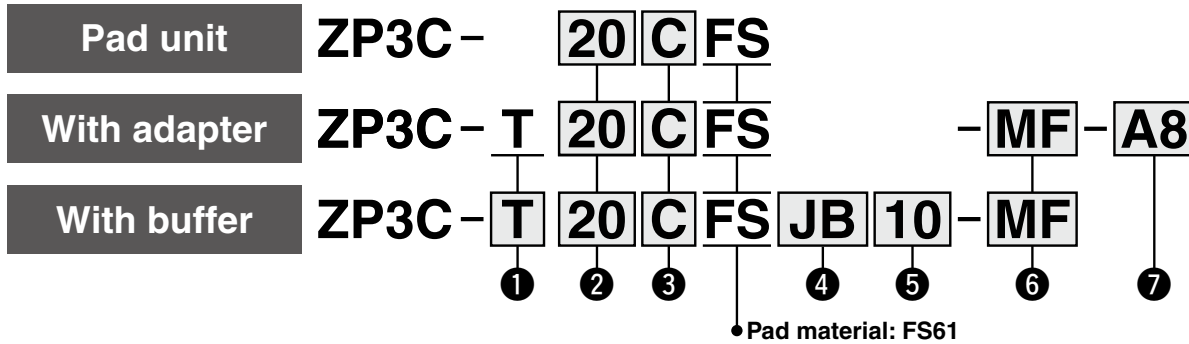 Pad unit ZP3C- 20 C FS
With adapter ZP3C- T 20 C FS -MF-A8
With buffer ZP3C-T 20 C FS JB 10 -MF
❶ ❷ ❸ ❹ ❺ ❻ ❼
Pad material: FS61